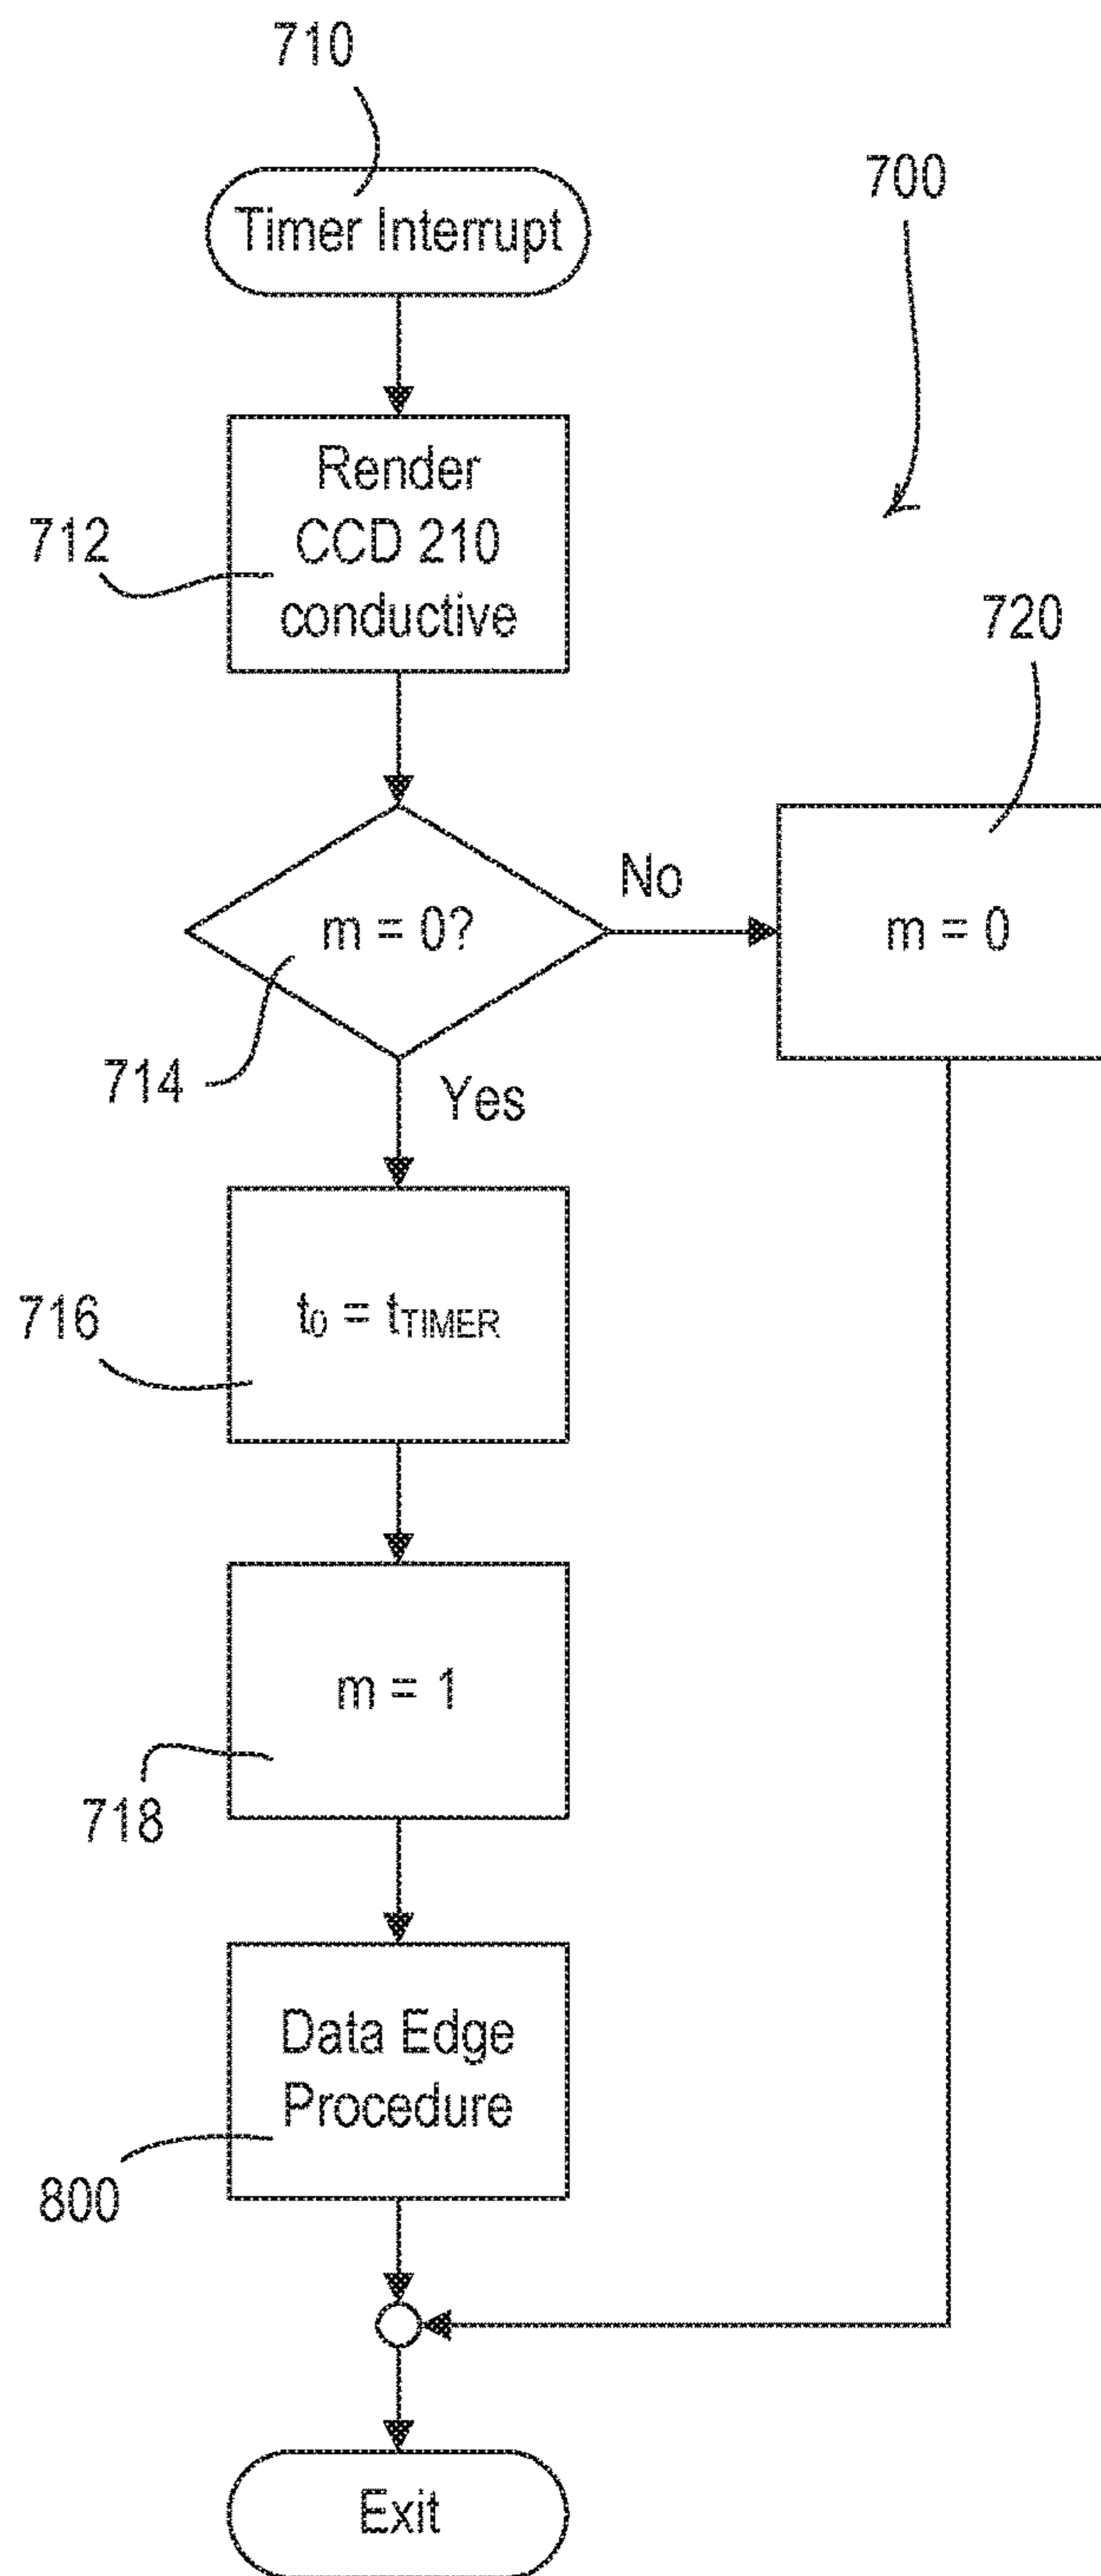 710
700
Timer Interrupt
Render
CCD 210
conductive
712
720
m = 0?
No
m = 0
714
Yes
t₀ = tTIMER
716
m = 1
718
Data Edge
Procedure
800
Exit